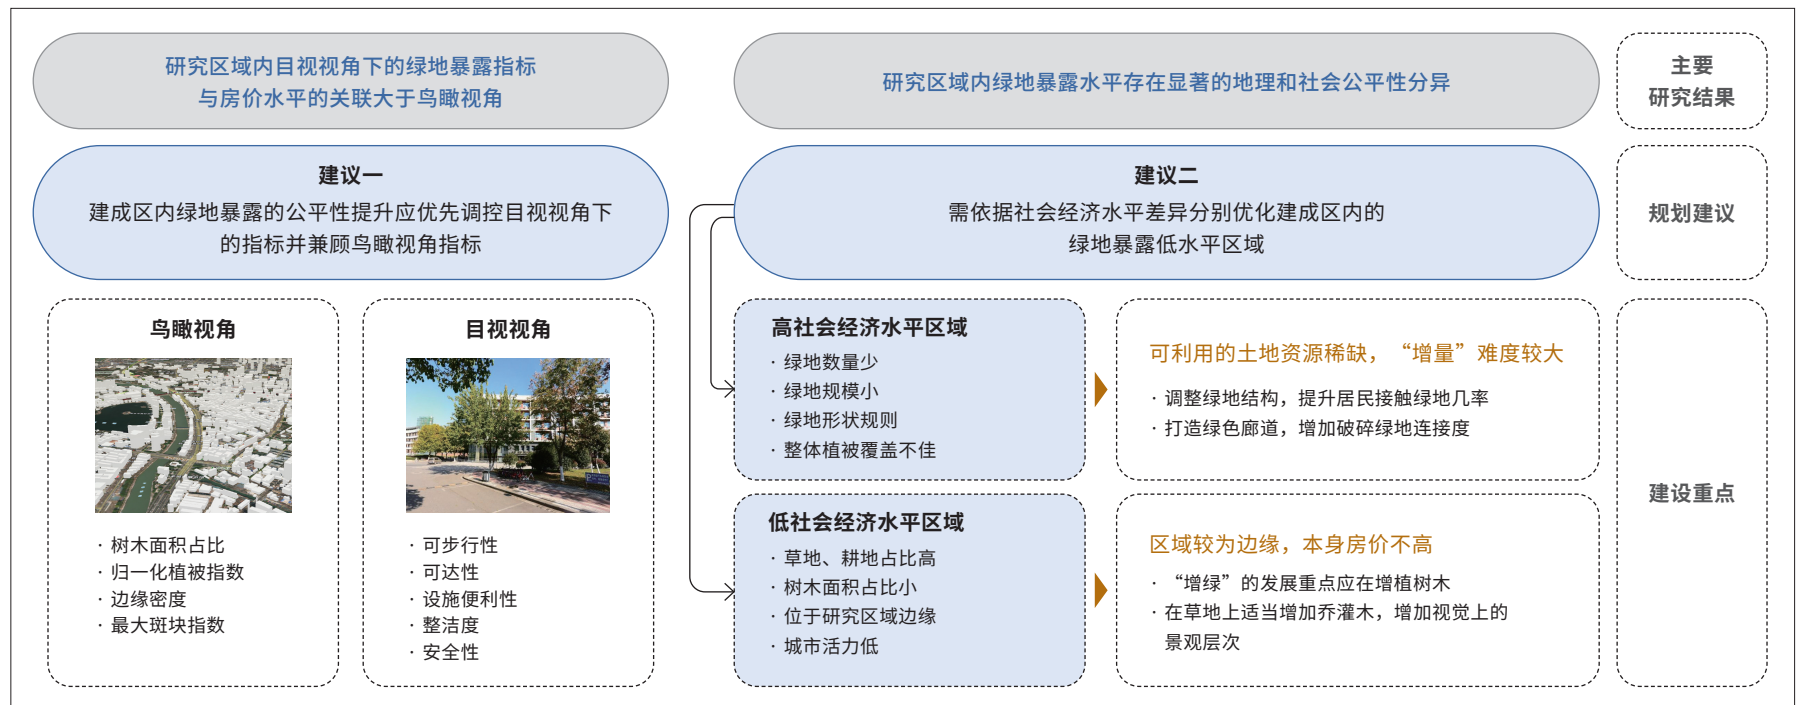 研究区域内目视视角下的绿地暴露指标
与房价水平的关联大于鸟瞰视角
研究区域内绿地暴露水平存在显著的地理和社会公平性分异
主要
研究结果
建议一
建成区内绿地暴露的公平性提升应优先调控目视视角下
的指标并兼顾鸟瞰视角指标
建议二
需依据社会经济水平差异分别优化建成区内的
绿地暴露低水平区域
规划建议
鸟瞰视角
· 树木面积占比
· 归一化植被指数
· 边缘密度
· 最大斑块指数
目视视角
· 可步行性
· 可达性
· 设施便利性
· 整洁度
· 安全性
高社会经济水平区域
· 绿地数量少
· 绿地规模小
· 绿地形状规则
· 整体植被覆盖不佳
可利用的土地资源稀缺，“增量”难度较大
· 调整绿地结构，提升居民接触绿地几率
· 打造绿色廊道，增加破碎绿地连接度
低社会经济水平区域
· 草地、耕地占比高
· 树木面积占比小
· 位于研究区域边缘
· 城市活力低
区域较为边缘，本身房价不高
· “增绿”的发展重点应在增植树木
· 在草地上适当增加乔灌木，增加视觉上的
景观层次
建设重点